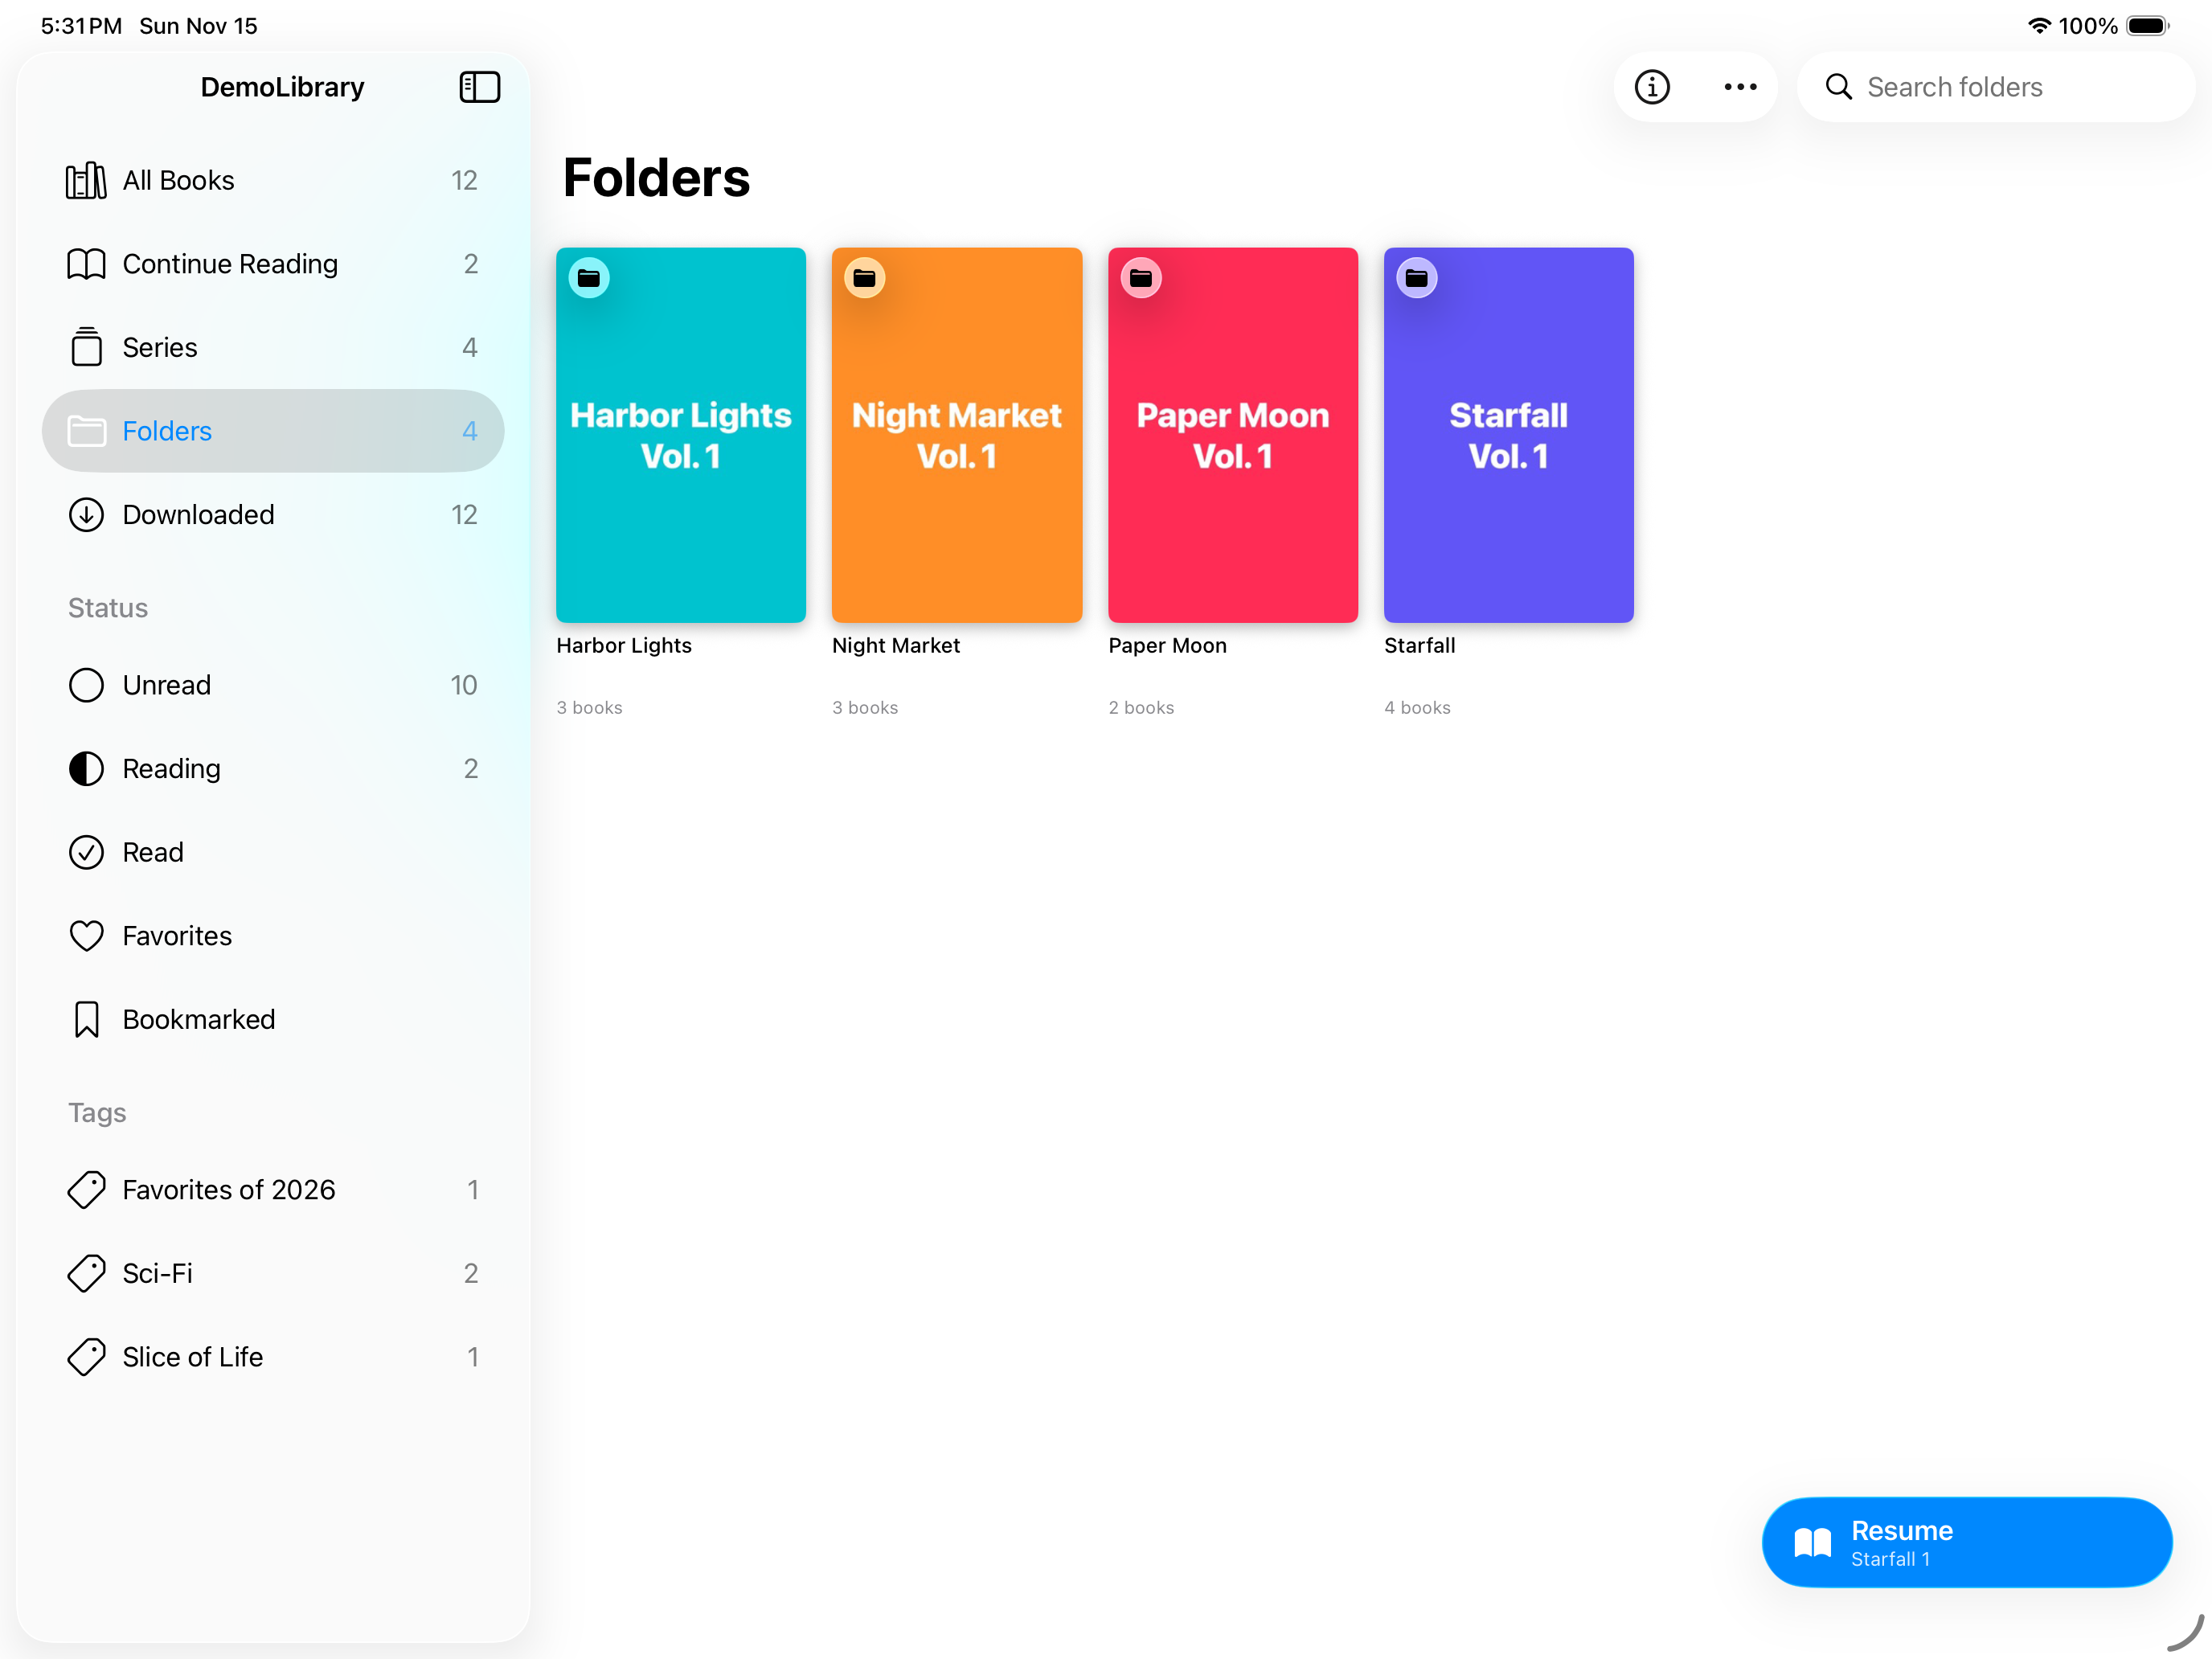 5:31 PM Sun Nov 15
100%
DemoLibrary
All Books 12
Continue Reading 2
Series 4
Folders 4
Downloaded 12
Status
Unread 10
Reading 2
Read
Favorites
Bookmarked
Tags
Favorites of 2026 1
Sci-Fi 2
Slice of Life 1
Search folders
Folders
Harbor Lights
Vol. 1
Harbor Lights
3 books
Night Market
Vol. 1
Night Market
3 books
Paper Moon
Vol. 1
Paper Moon
2 books
Starfall
Vol. 1
Starfall
4 books
Resume
Starfall 1